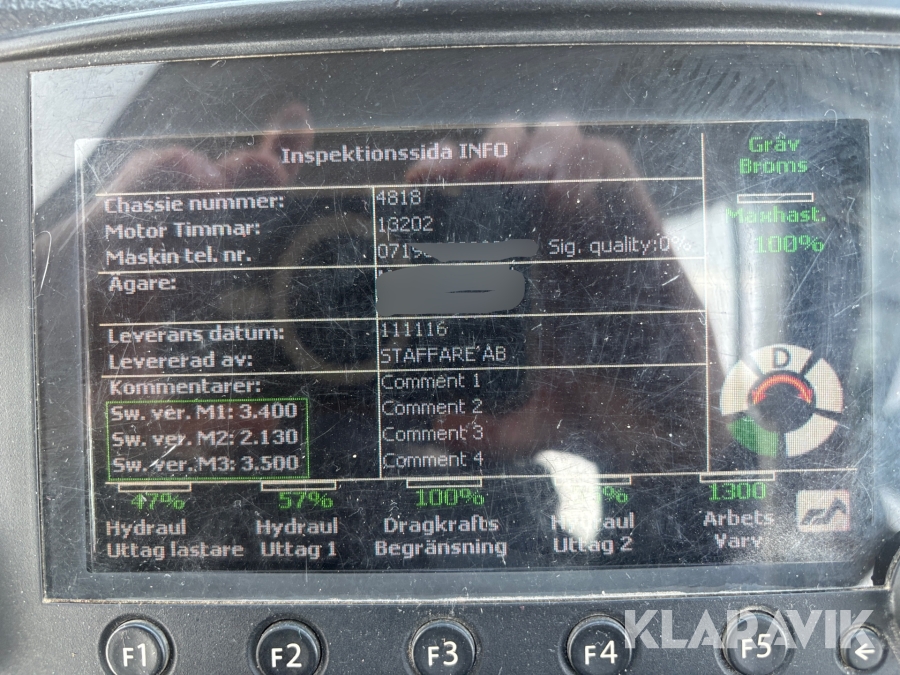 Inspektionssida INFO
Gräv
Broms
Chassie nummer: 4818
Motor Timmar: 13202
Maxhast.
Maskin tel. nr. 0719 Sig. quality:0%
100%
Ägare:
Leverans datum: 111116
Levererad av: STAFFARE AB
D
Kommentarer: Comment 1
Sw. ver. M1: 3.400 Comment 2
Sw. ver. M2: 2.130 Comment 3
Sw. ver. M3: 3.500 Comment 4
47% 57% 100% % 1300
Hydraul Hydraul Dragkrafts Hydraul Arbets
Uttag lastare Uttag 1 Begränsning Uttag 2 Varv
KLARAVIK
F1 F2 F3 F4 F5 ←